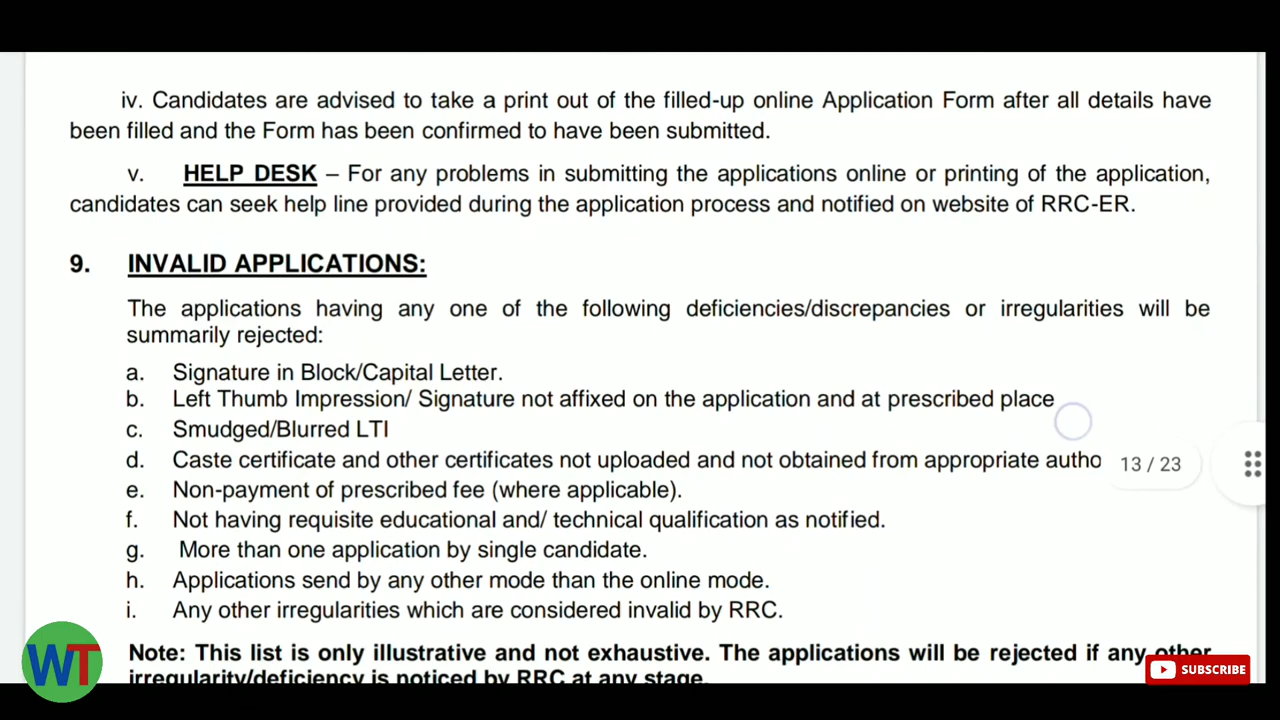 iv. Candidates are advised to take a print out of the filled-up online Application Form after all details have
been filled and the Form has been confirmed to have been submitted.
v. HELP DESK – For any problems in submitting the applications online or printing of the application,
candidates can seek help line provided during the application process and notified on website of RRC-ER.
9. INVALID APPLICATIONS:
The applications having any one of the following deficiencies/discrepancies or irregularities will be
summarily rejected:
a. Signature in Block/Capital Letter.
b. Left Thumb Impression/ Signature not affixed on the application and at prescribed place
c. Smudged/Blurred LTI
d. Caste certificate and other certificates not uploaded and not obtained from appropriate autho
13 / 23
e. Non-payment of prescribed fee (where applicable).
f. Not having requisite educational and/ technical qualification as notified.
g. More than one application by single candidate.
h. Applications send by any other mode than the online mode.
i. Any other irregularities which are considered invalid by RRC.
Note: This list is only illustrative and not exhaustive. The applications will be rejected if any other
irregularity/deficiency is noticed by RRC at any stage.
WT
SUBSCRIBE